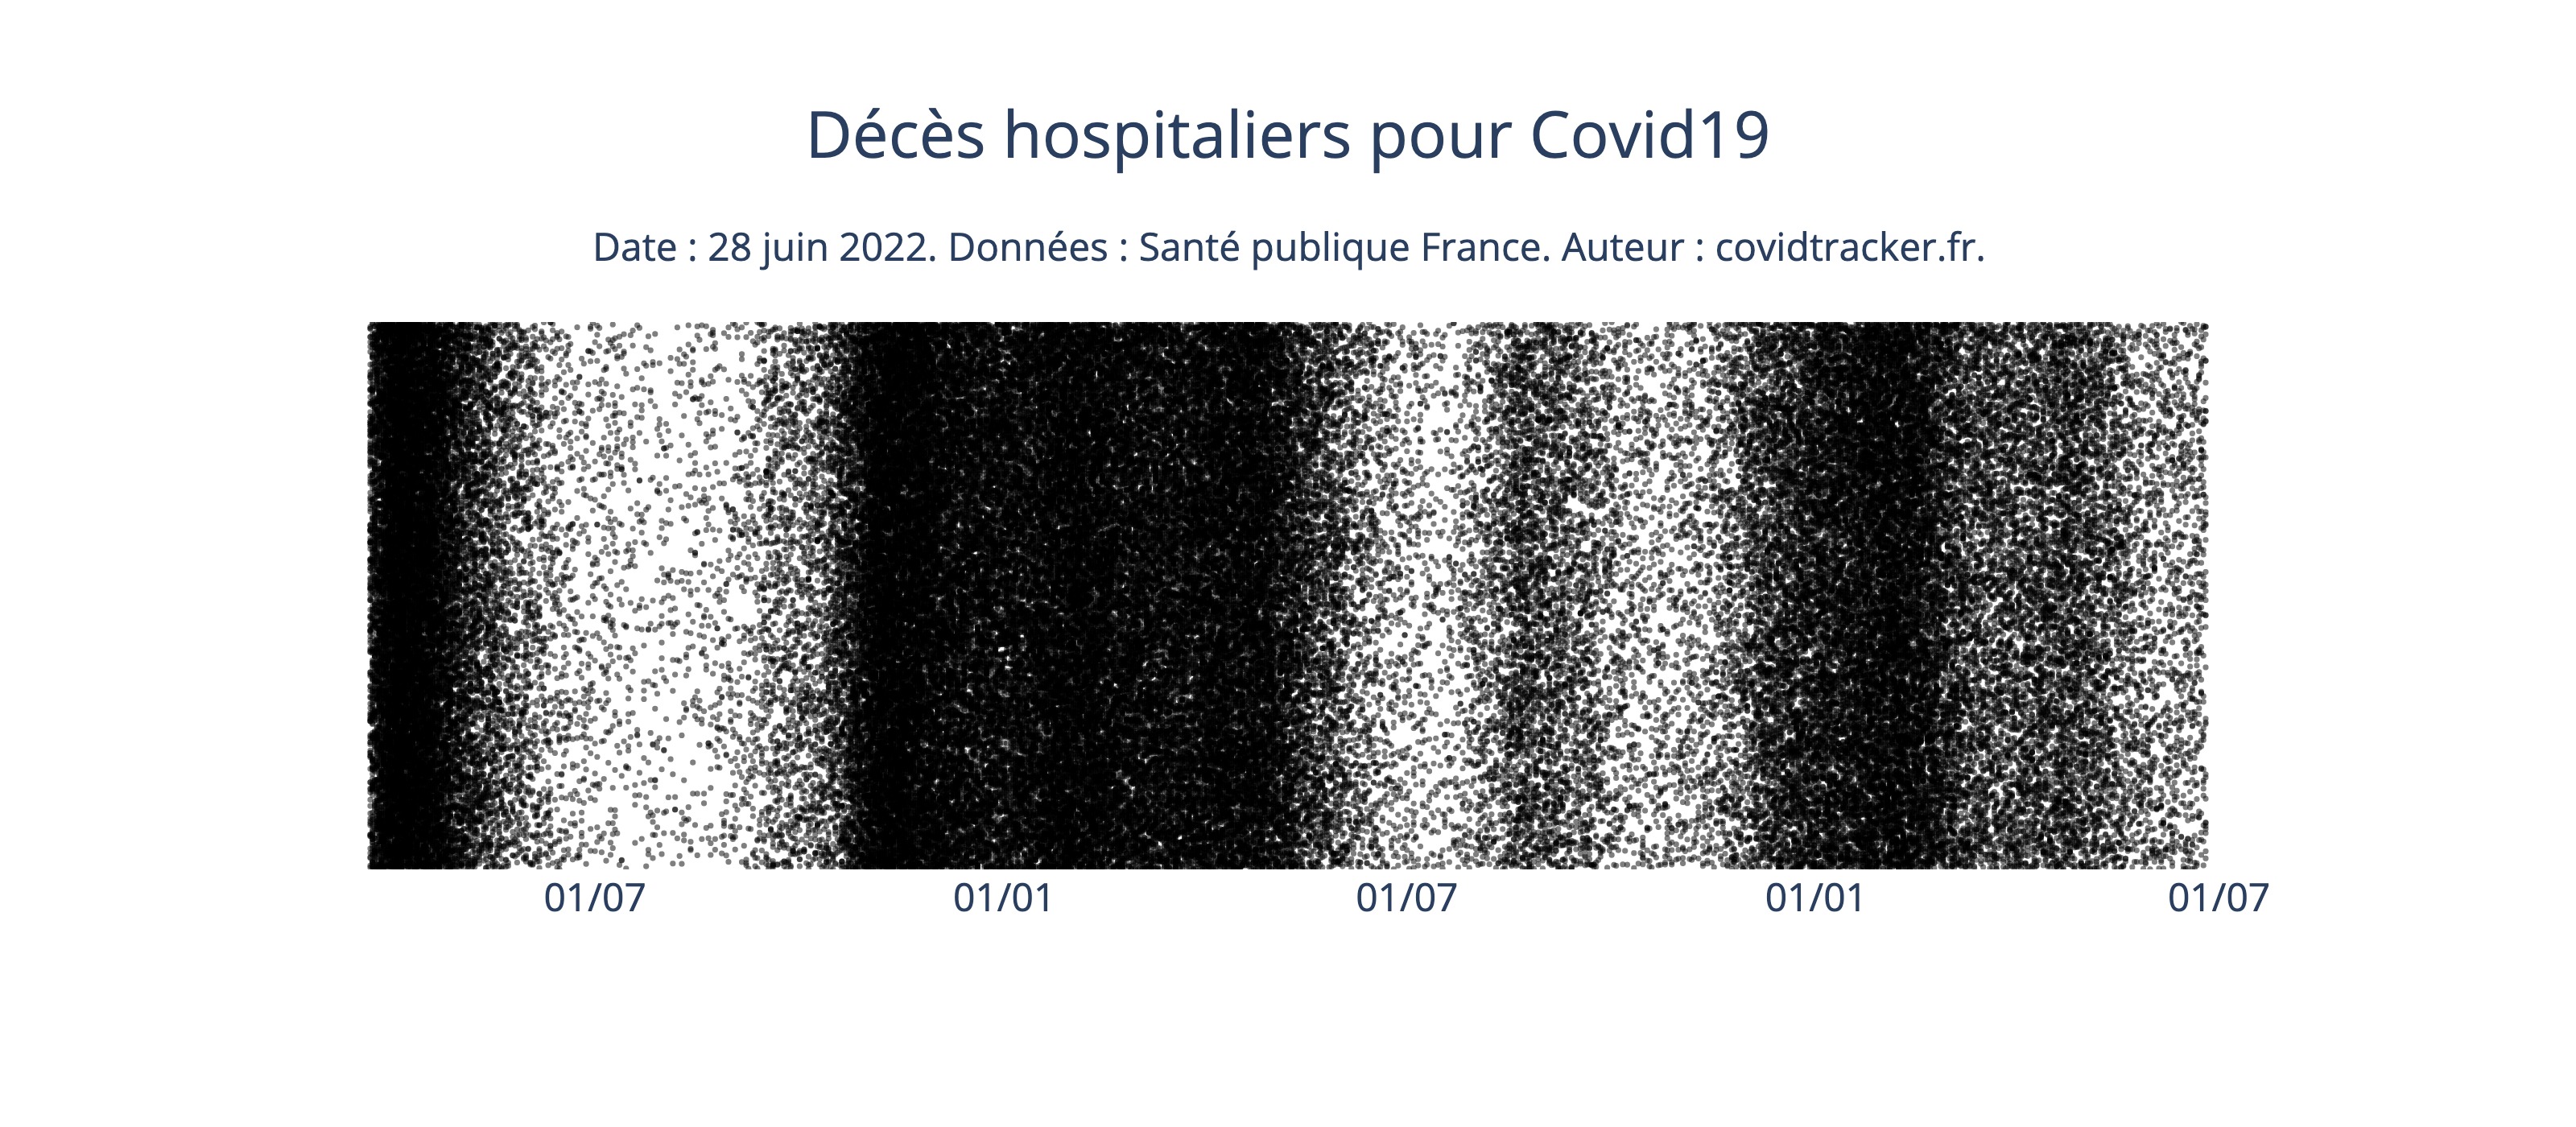 Décès hospitaliers pour Covid19
Date : 28 juin 2022. Données : Santé publique France. Auteur : covidtracker.fr.
01/07 01/01 01/07 01/01 01/07